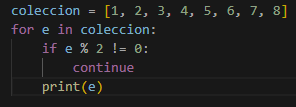 coleccion = [1, 2, 3, 4, 5, 6, 7, 8]
for e in coleccion:
    if e % 2 != 0:
        continue
    print(e)